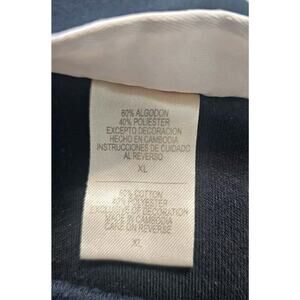 60% ALGODON
40% POLIESTER
EXCEPTO DECORACION
HECHO EN CAMBODIA
INSTRUCCIONES DE CUIDADO
AL REVERSO
XL
60% COTTON
40% POLYESTER
EXCLUSIVE OF DECORATION
MADE IN CAMBODIA
CARE ON REVERSE
XL